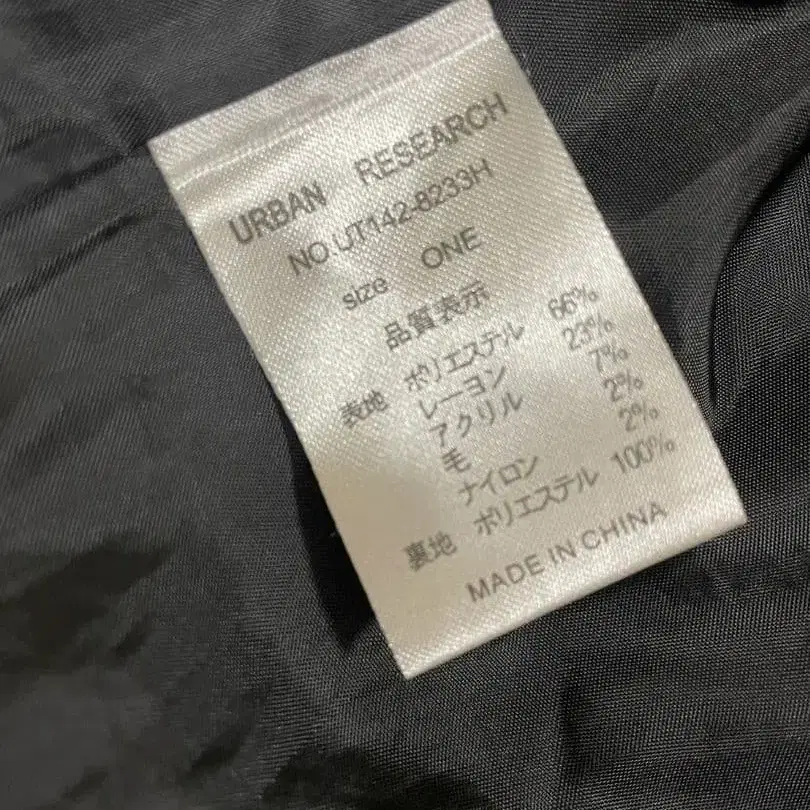 URBAN RESEARCH
NO.UT142-8233H
size ONE
品質表示
表地 ポリエステル 66%
レーヨン 23%
アクリル 7%
毛 2%
ナイロン 2%
裏地 ポリエステル 100%
MADE IN CHINA